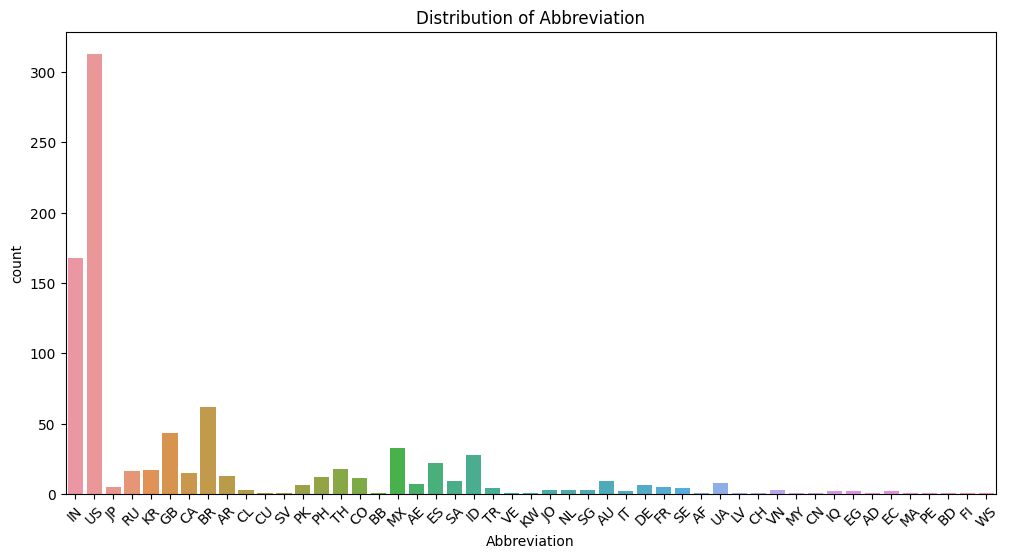 Distribution of Abbreviation
count
300
250
200
150
100
50
0
IN US JP RU KR GB CA BR AR CL CU SV PK PH TH CO BB MX AE ES SA ID TR VE KW JO NL SG AU IT DE FR SE AF UA LV CH VN MY CN IQ EG AD EC MA PE BD FI WS
Abbreviation